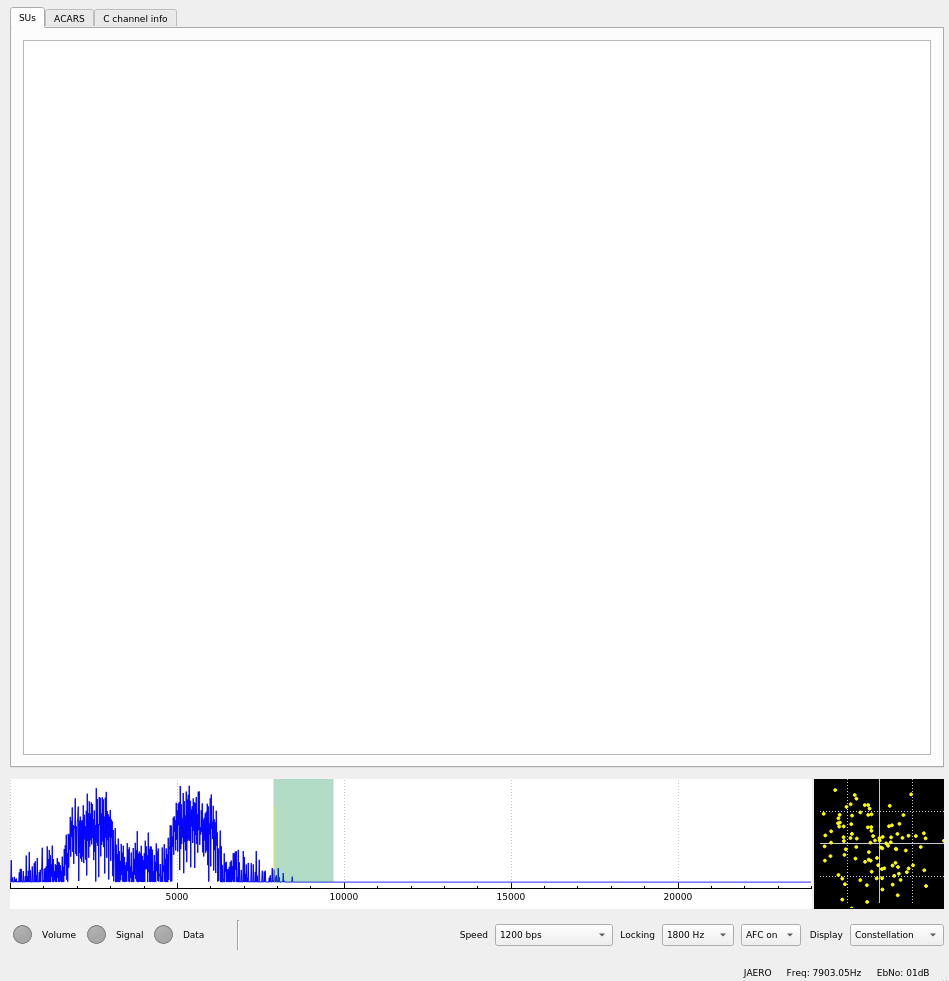 SUs ACARS C channel info
5000 10000 15000 20000
Volume Signal Data Speed 1200 bps Locking 1800 Hz AFC on Display Constellation
JAERO Freq: 7903.05Hz EbNo: 01dB